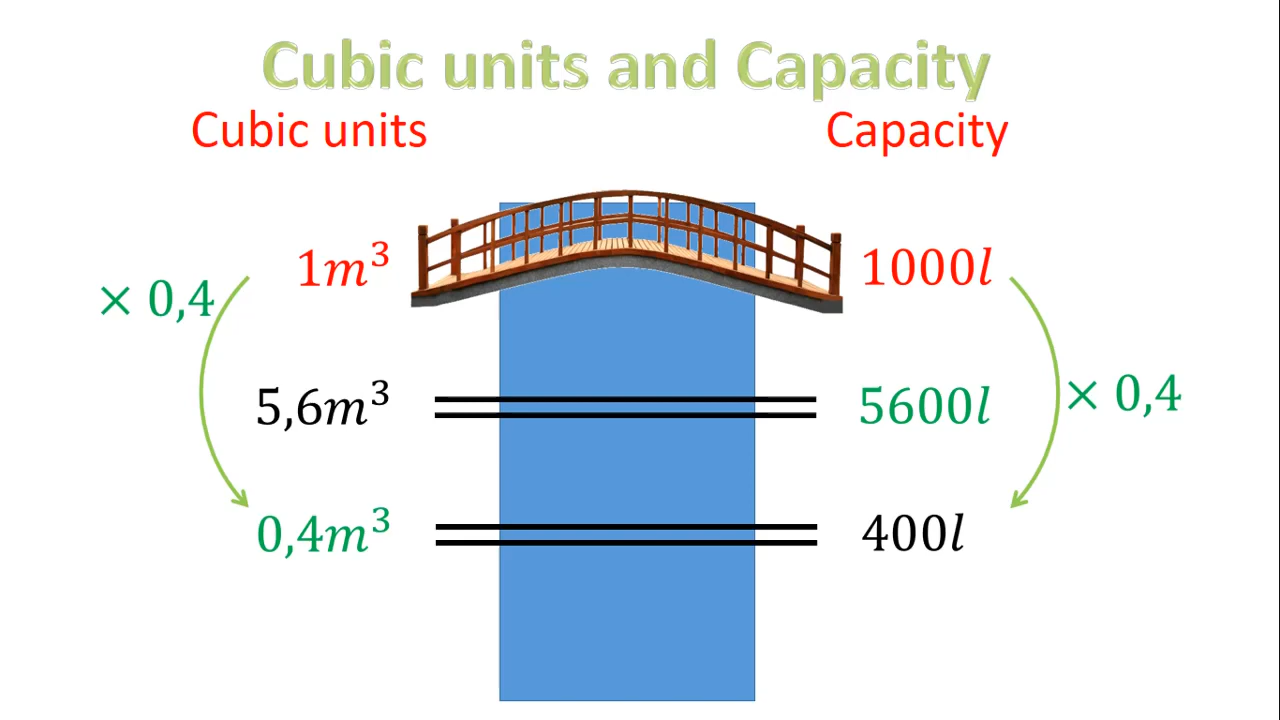 Cubic units and Capacity
Cubic units Capacity
1m³ 1000l
× 0,4
5,6m³ 5600l
× 0,4
0,4m³ 400l